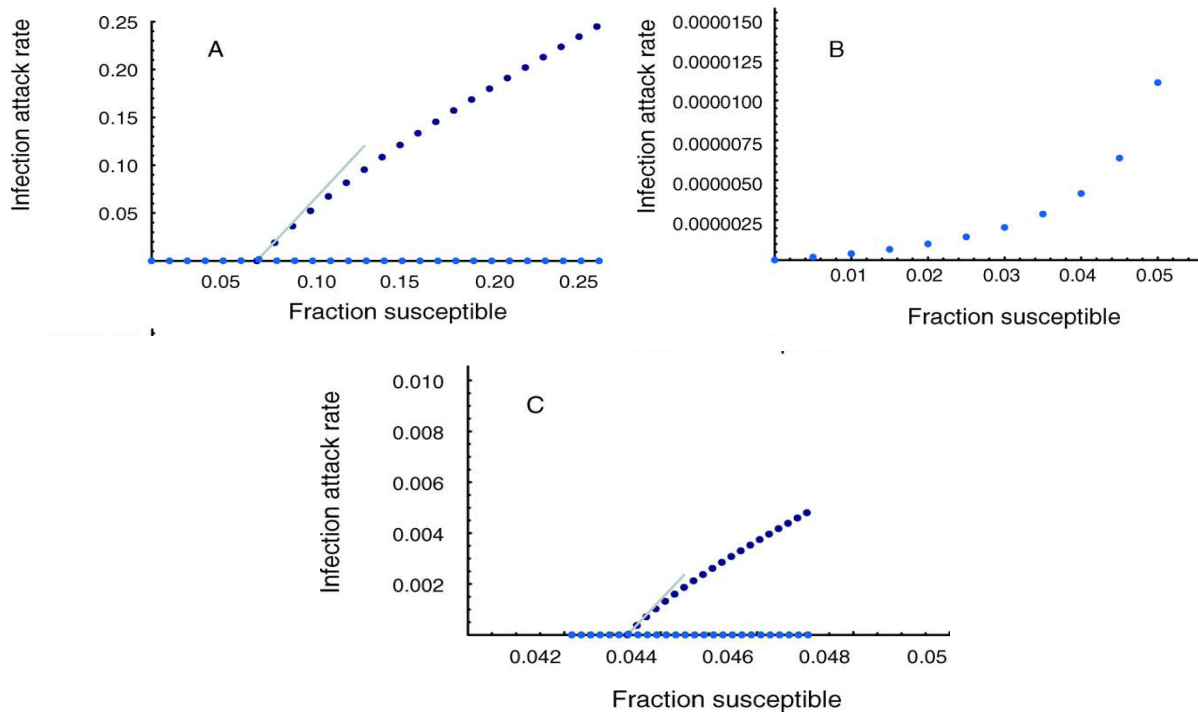 A
Infection attack rate
0.25
0.20
0.15
0.10
0.05
0.05 0.10 0.15 0.20 0.25
Fraction susceptible
B
Infection attack rate
0.0000150
0.0000125
0.0000100
0.0000075
0.0000050
0.0000025
0.01 0.02 0.03 0.04 0.05
Fraction susceptible
C
Infection attack rate
0.010
0.008
0.006
0.004
0.002
0.042 0.044 0.046 0.048 0.05
Fraction susceptible